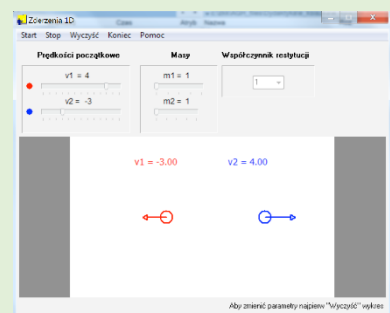 Zderzenia 1D
Start Stop Wyczyść Koniec Pomoc
Prędkości początkowe Masy Współczynnik restytucji
v1 = 4 m1 = 1 1
v2 = -3 m2 = 1
v1 = -3.00 v2 = 4.00
Aby zmienić parametry najpierw "Wyczyść" wykres